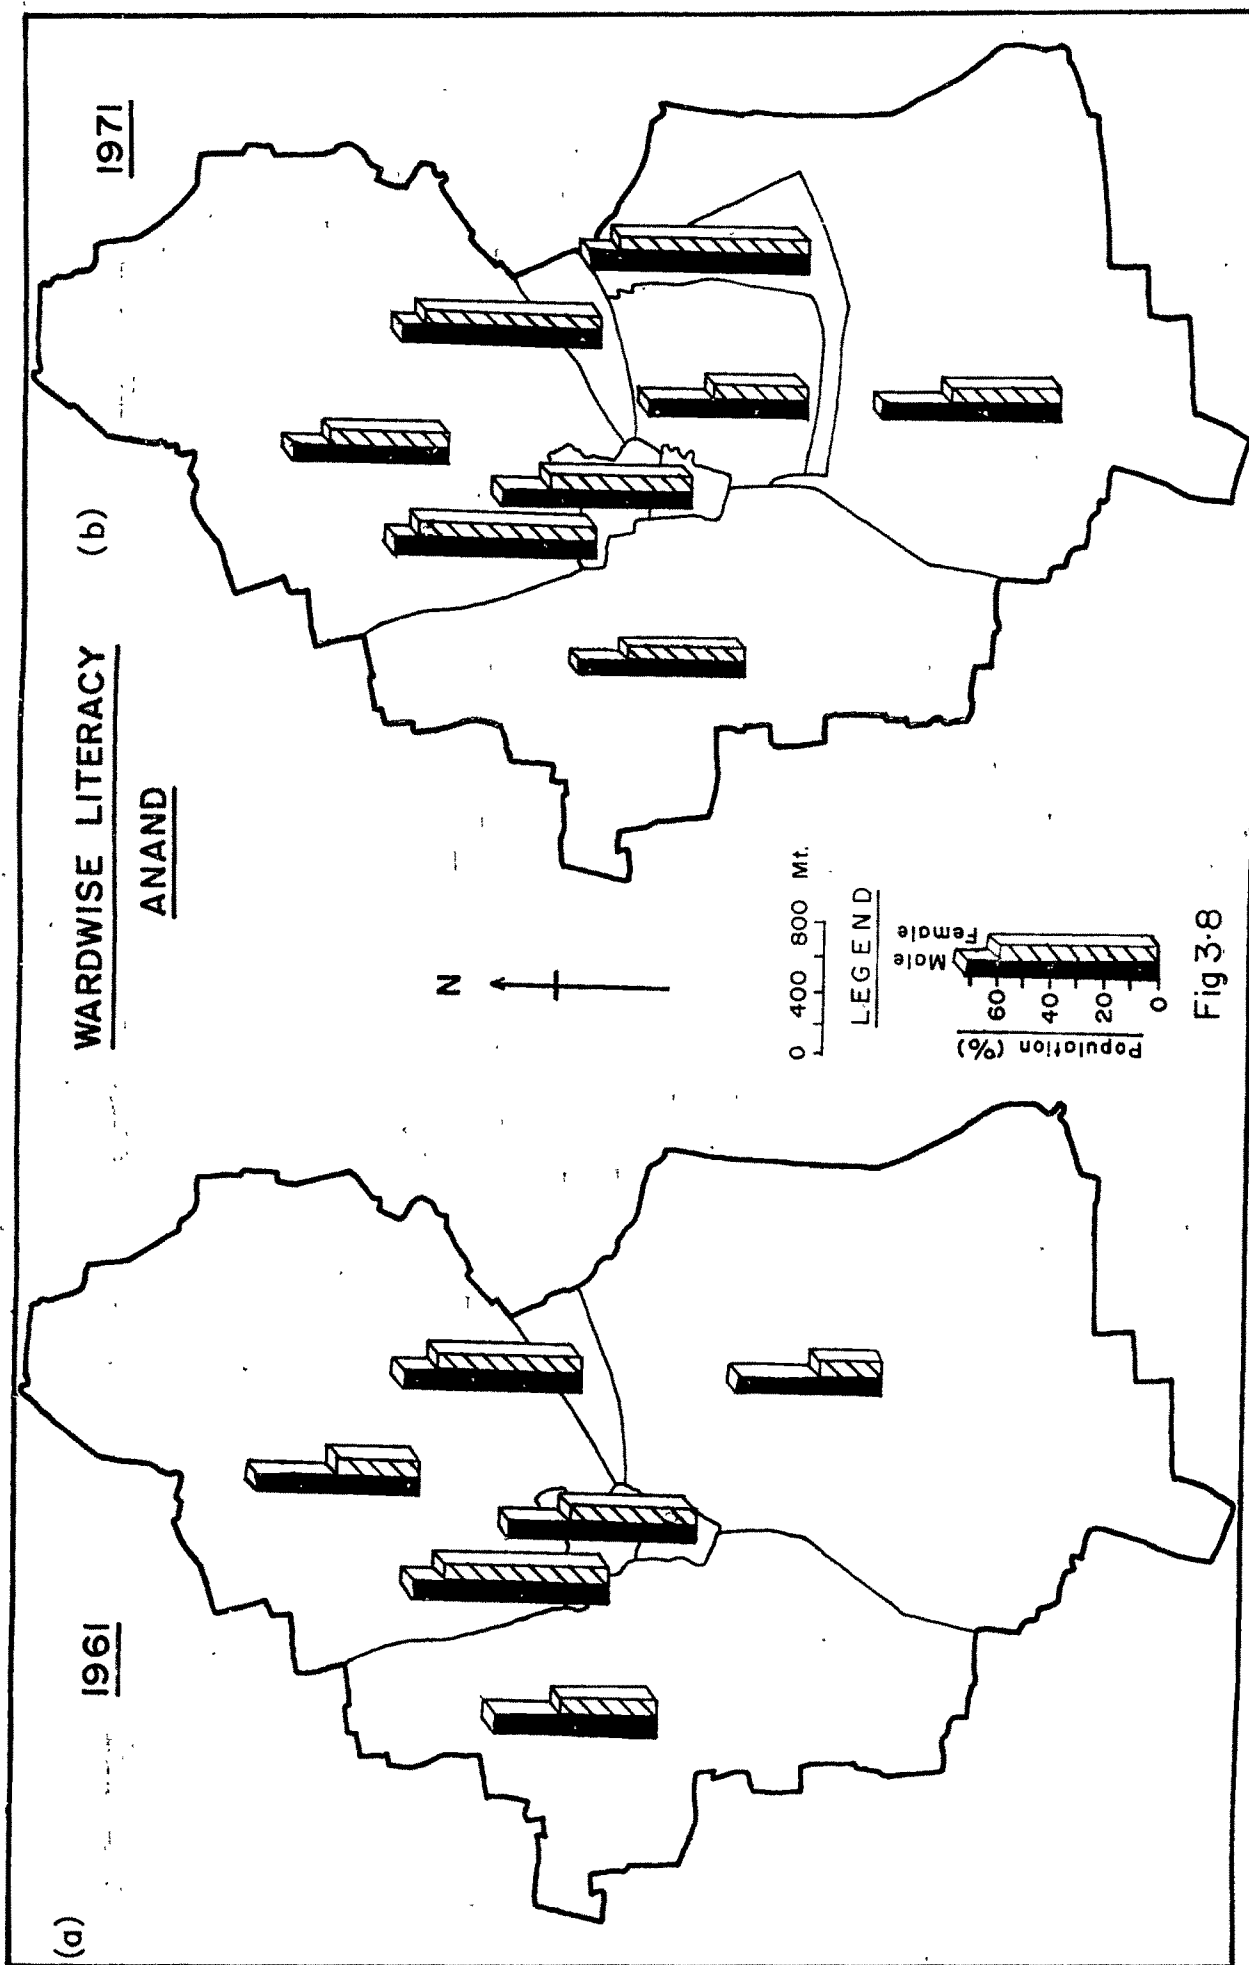 WARDWISE LITERACY
ANAND
(a)
1961
(b)
1971
N
0 400 800 Mt.
LEGEND
Male
Female
Population (%)
60
40
20
0
Fig 3.8